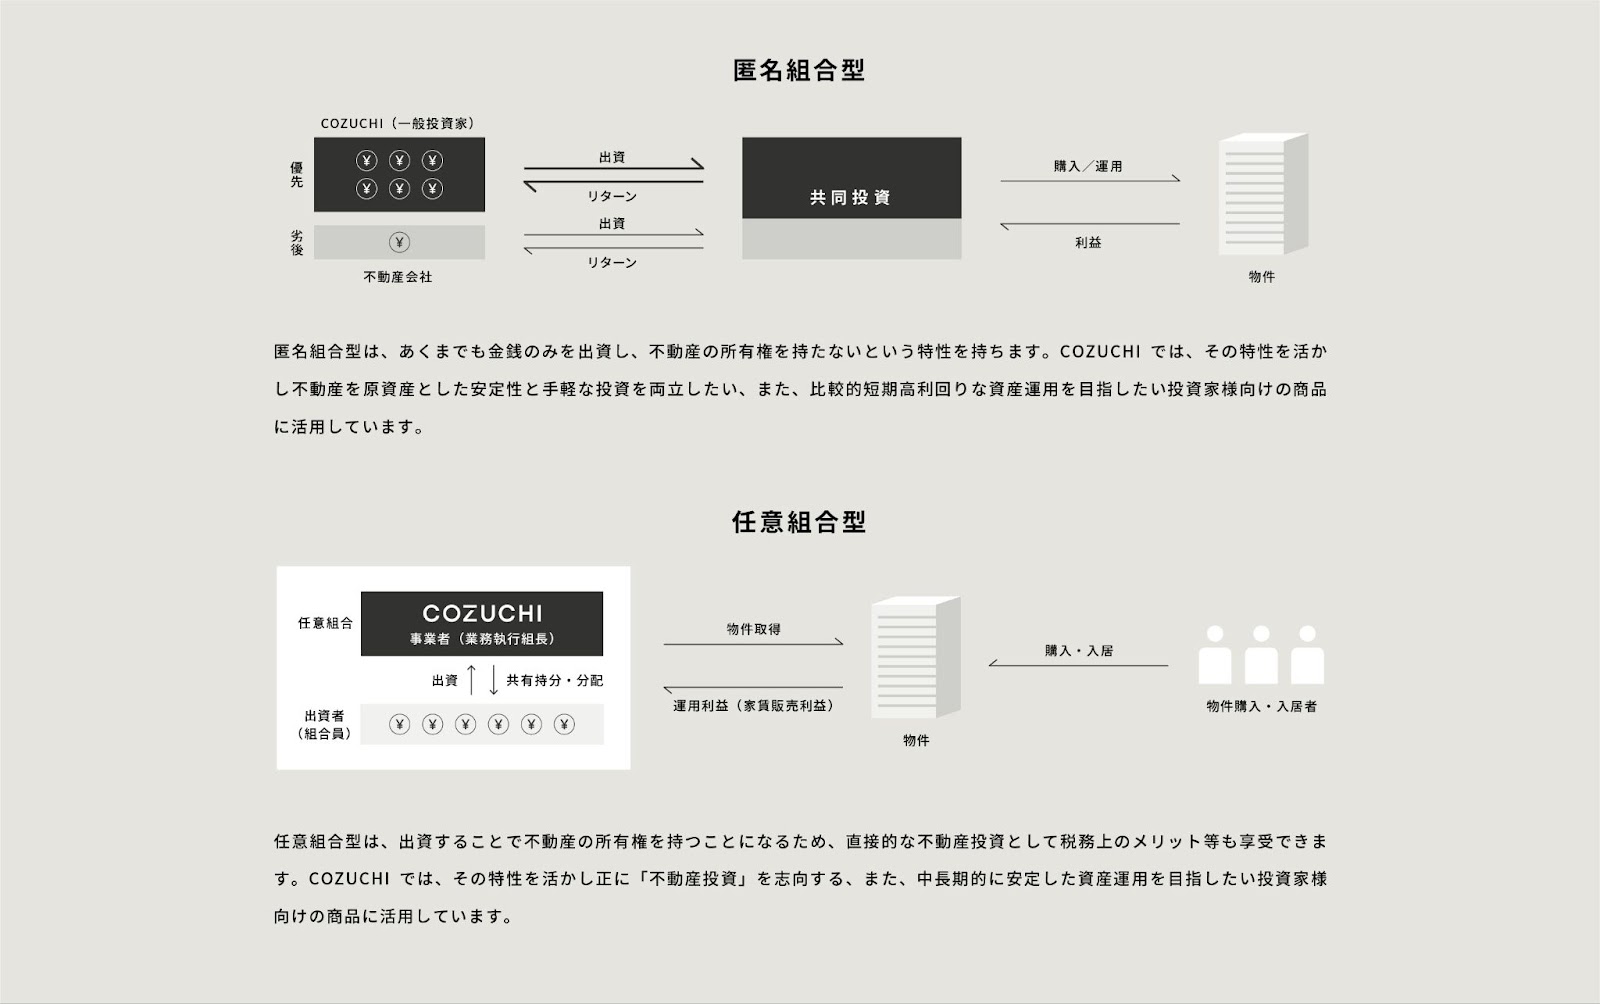 匿名組合型
COZUCHI（一般投資家）
優先
¥ ¥ ¥
¥ ¥ ¥
劣後
¥
不動産会社
出資
リターン
出資
リターン
共同投資
購入／運用
利益
物件
匿名組合型は、あくまでも金銭のみを出資し、不動産の所有権を持たないという特性を持ちます。COZUCHI では、その特性を活か
し不動産を原資産とした安定性と手軽な投資を両立したい、また、比較的短期高利回りな資産運用を目指したい投資家様向けの商品
に活用しています。
任意組合型
任意組合
COZUCHI
事業者（業務執行組長）
出資
共有持分・分配
出資者
（組合員）
¥ ¥ ¥ ¥ ¥ ¥
物件取得
運用利益（家賃販売利益）
物件
購入・入居
物件購入・入居者
任意組合型は、出資することで不動産の所有権を持つことになるため、直接的な不動産投資として税務上のメリット等も享受できま
す。COZUCHI では、その特性を活かし正に「不動産投資」を志向する、また、中長期的に安定した資産運用を目指したい投資家様
向けの商品に活用しています。